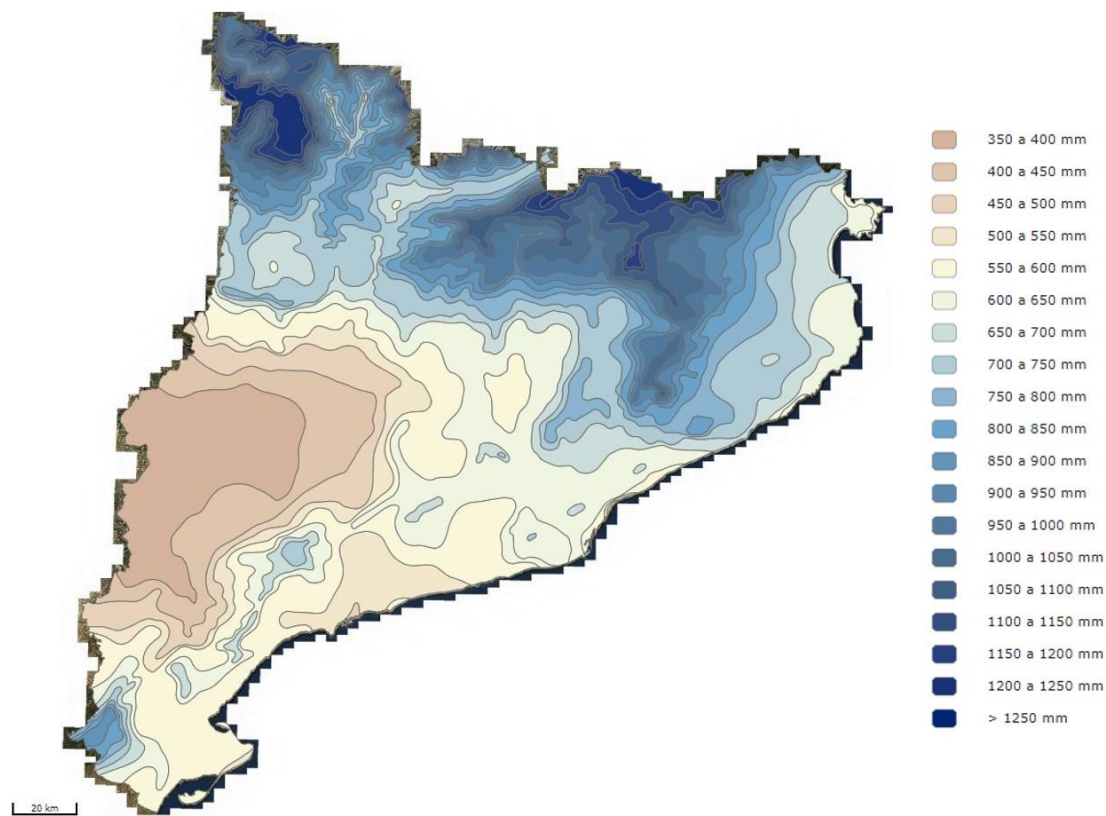 350 a 400 mm
400 a 450 mm
450 a 500 mm
500 a 550 mm
550 a 600 mm
600 a 650 mm
650 a 700 mm
700 a 750 mm
750 a 800 mm
800 a 850 mm
850 a 900 mm
900 a 950 mm
950 a 1000 mm
1000 a 1050 mm
1050 a 1100 mm
1100 a 1150 mm
1150 a 1200 mm
1200 a 1250 mm
> 1250 mm
20 km